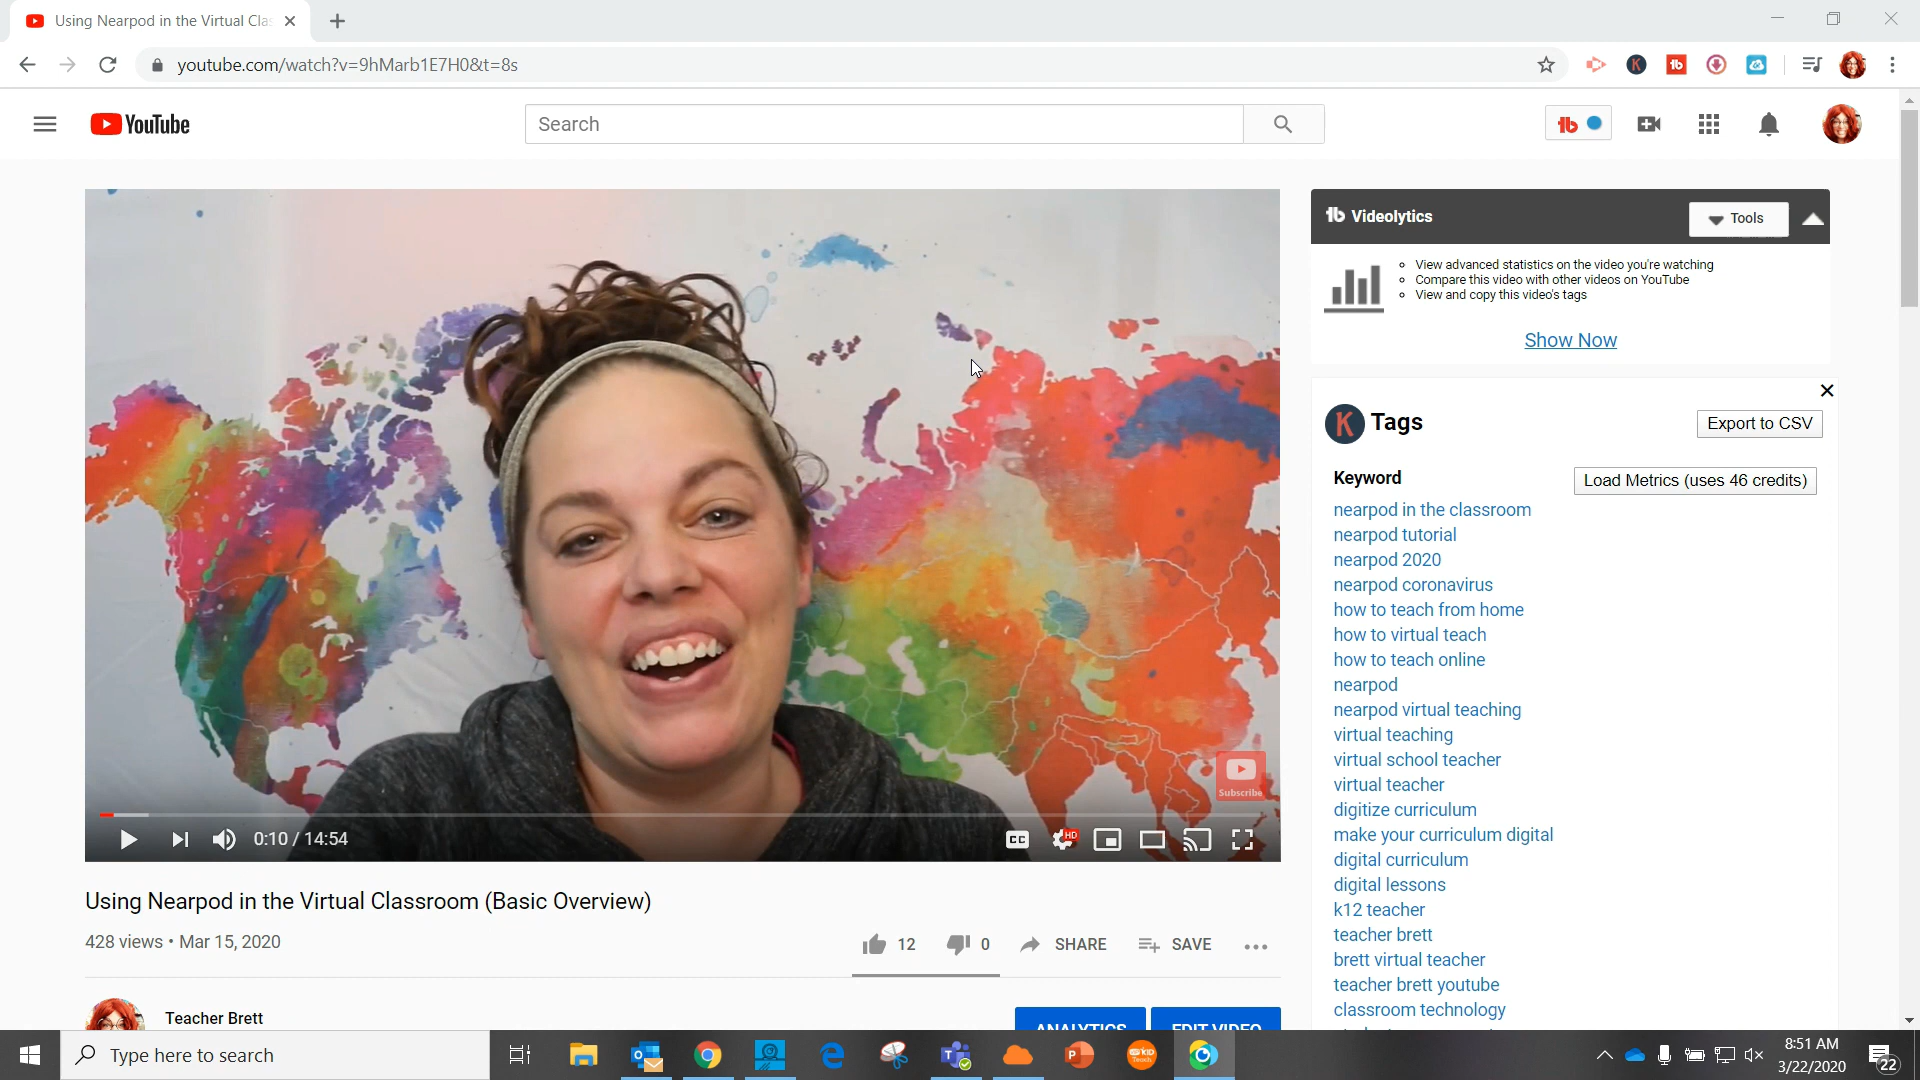 Using Nearpod in the Virtual Clas
youtube.com/watch?v=9hMarb1E7H0&t=8s
YouTube
Search
Videolytics
Tools
View advanced statistics on the video you're watching
Compare this video with other videos on YouTube
View and copy this video's tags
Show Now
K Tags
Export to CSV
Keyword
Load Metrics (uses 46 credits)
nearpod in the classroom
nearpod tutorial
nearpod 2020
nearpod coronavirus
how to teach from home
how to virtual teach
how to teach online
nearpod
nearpod virtual teaching
virtual teaching
virtual school teacher
virtual teacher
digitize curriculum
make your curriculum digital
digital curriculum
digital lessons
k12 teacher
teacher brett
brett virtual teacher
teacher brett youtube
classroom technology
Subscribe
0:10 / 14:54
CC
HD
Using Nearpod in the Virtual Classroom (Basic Overview)
428 views • Mar 15, 2020
12
0
SHARE
SAVE
Teacher Brett
ANALYTICS
EDIT VIDEO
Type here to search
8:51 AM
3/22/2020
22